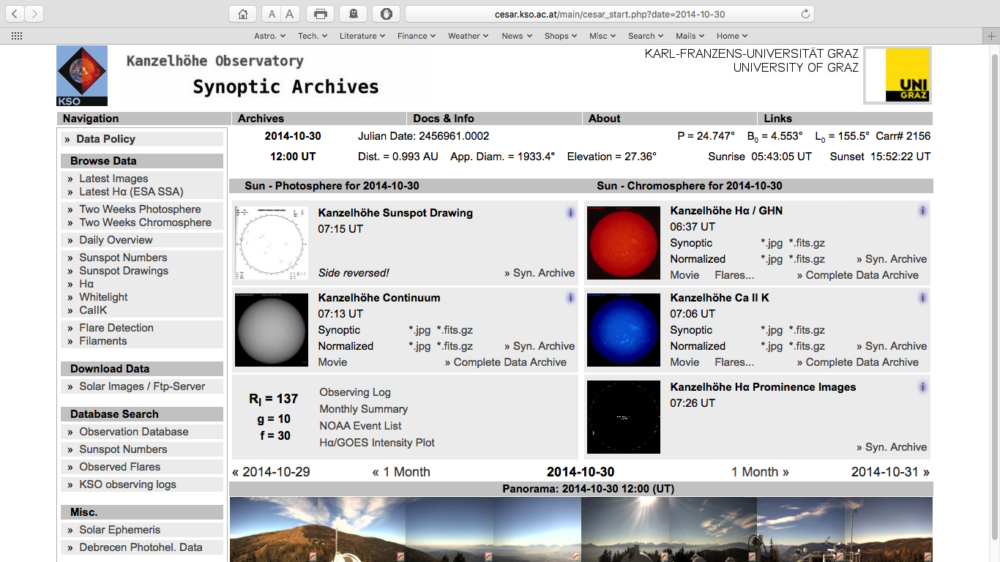 A A
cesar.kso.ac.at/main/cesar_start.php?date=2014-10-30
Astro. Tech. Literature Finance Weather News Shops Misc Search Mails Home
KSO
Kanzelhöhe Observatory
Synoptic Archives
KARL-FRANZENS-UNIVERSITÄT GRAZ
UNIVERSITY OF GRAZ
UNI
GRAZ
Navigation Archives Docs & Info About Links
» Data Policy
Browse Data
» Latest Images
» Latest Hα (ESA SSA)
» Two Weeks Photosphere
» Two Weeks Chromosphere
» Daily Overview
» Sunspot Numbers
» Sunspot Drawings
» Hα
» Whitelight
» CaIIK
» Flare Detection
» Filaments
Download Data
» Solar Images / Ftp-Server
Database Search
» Observation Database
» Sunspot Numbers
» Observed Flares
» KSO observing logs
Misc.
» Solar Ephemeris
» Debrecen Photohel. Data
2014-10-30 Julian Date: 2456961.0002 P = 24.747° B0 = 4.553° L0 = 155.5° Carr# 2156
12:00 UT Dist. = 0.993 AU App. Diam. = 1933.4" Elevation = 27.36° Sunrise 05:43:05 UT Sunset 15:52:22 UT
Sun - Photosphere for 2014-10-30
Kanzelhöhe Sunspot Drawing i
07:15 UT
Side reversed! » Syn. Archive
Kanzelhöhe Continuum i
07:13 UT
Synoptic *.jpg *.fits.gz
Normalized *.jpg *.fits.gz » Syn. Archive
Movie » Complete Data Archive
RI = 137
g = 10
f = 30
Observing Log
Monthly Summary
NOAA Event List
Hα/GOES Intensity Plot
Sun - Chromosphere for 2014-10-30
Kanzelhöhe Hα / GHN i
06:37 UT
Synoptic *.jpg *.fits.gz
Normalized *.jpg *.fits.gz » Syn. Archive
Movie Flares... » Complete Data Archive
Kanzelhöhe Ca II K i
07:06 UT
Synoptic *.jpg *.fits.gz
Normalized *.jpg *.fits.gz » Syn. Archive
Movie Flares... » Complete Data Archive
Kanzelhöhe Hα Prominence Images i
07:26 UT
» Syn. Archive
« 2014-10-29 « 1 Month 2014-10-30 1 Month » 2014-10-31 »
Panorama: 2014-10-30 12:00 (UT)